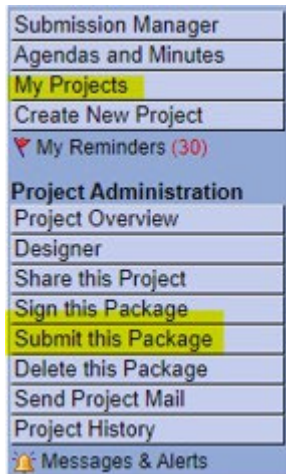 Submission Manager
Agendas and Minutes
My Projects
Create New Project
My Reminders (30)
Project Administration
Project Overview
Designer
Share this Project
Sign this Package
Submit this Package
Delete this Package
Send Project Mail
Project History
Messages & Alerts